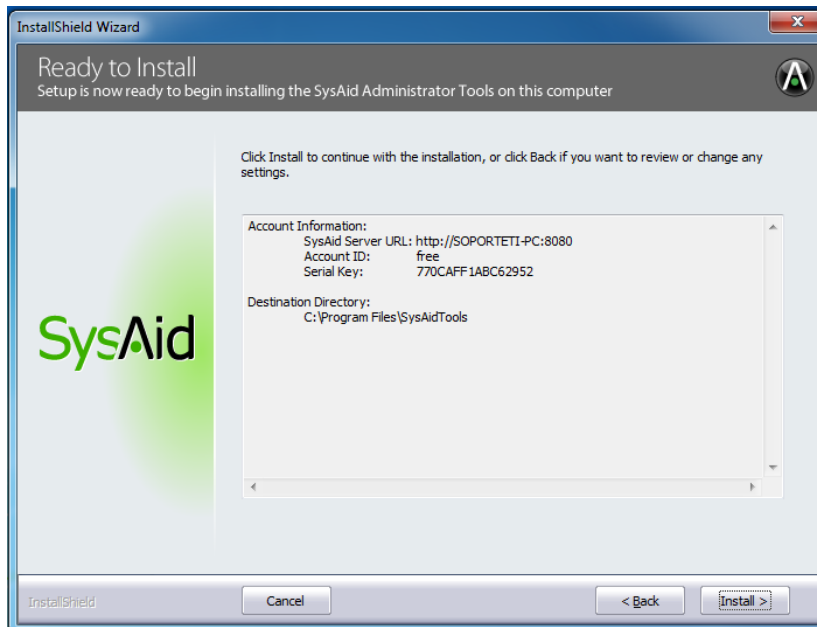 InstallShield Wizard
Ready to Install
Setup is now ready to begin installing the SysAid Administrator Tools on this computer
Click Install to continue with the installation, or click Back if you want to review or change any
settings.
Account Information:
SysAid Server URL: http://SOPORTETI-PC:8080
Account ID: free
Serial Key: 770CAFF1ABC62952
Destination Directory:
C:\Program Files\SysAidTools
SysAid
InstallShield
Cancel
< Back
Install >